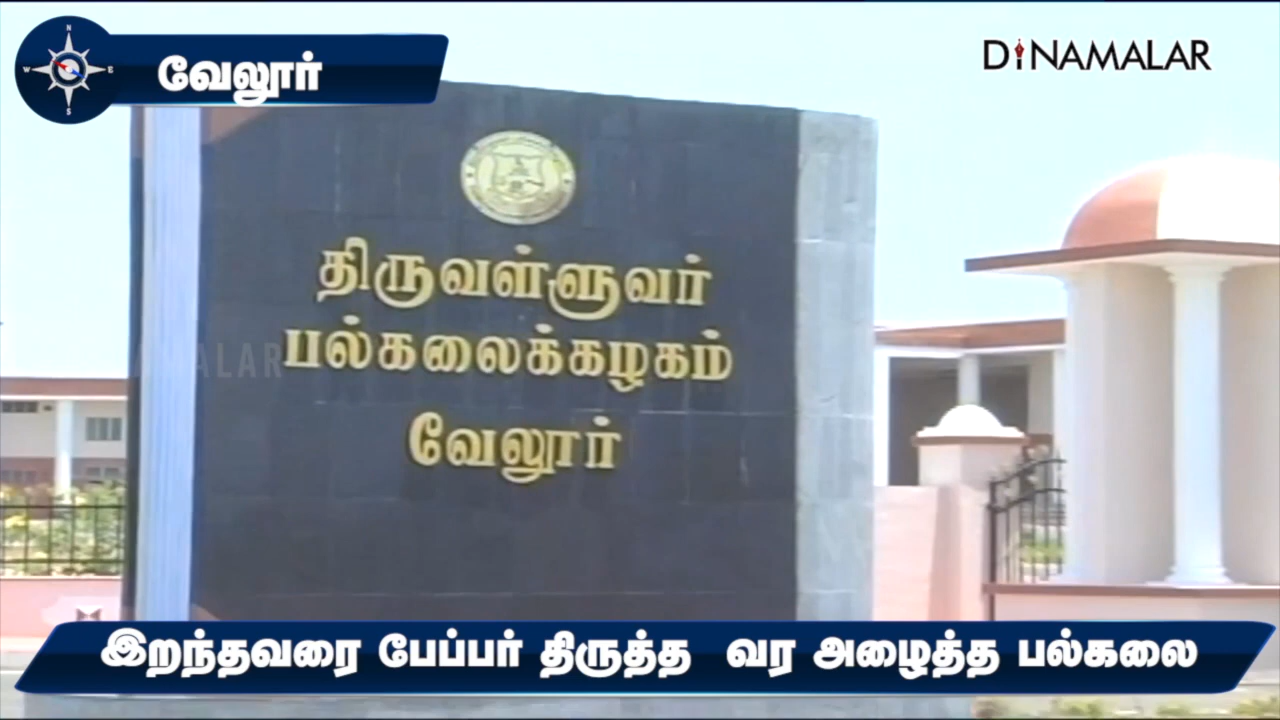 வேலூர்
DINAMALAR
திருவள்ளுவர்
பல்கலைக்கழகம்
வேலூர்
இறந்தவரை பேப்பர் திருத்த வர அழைத்த பல்கலை